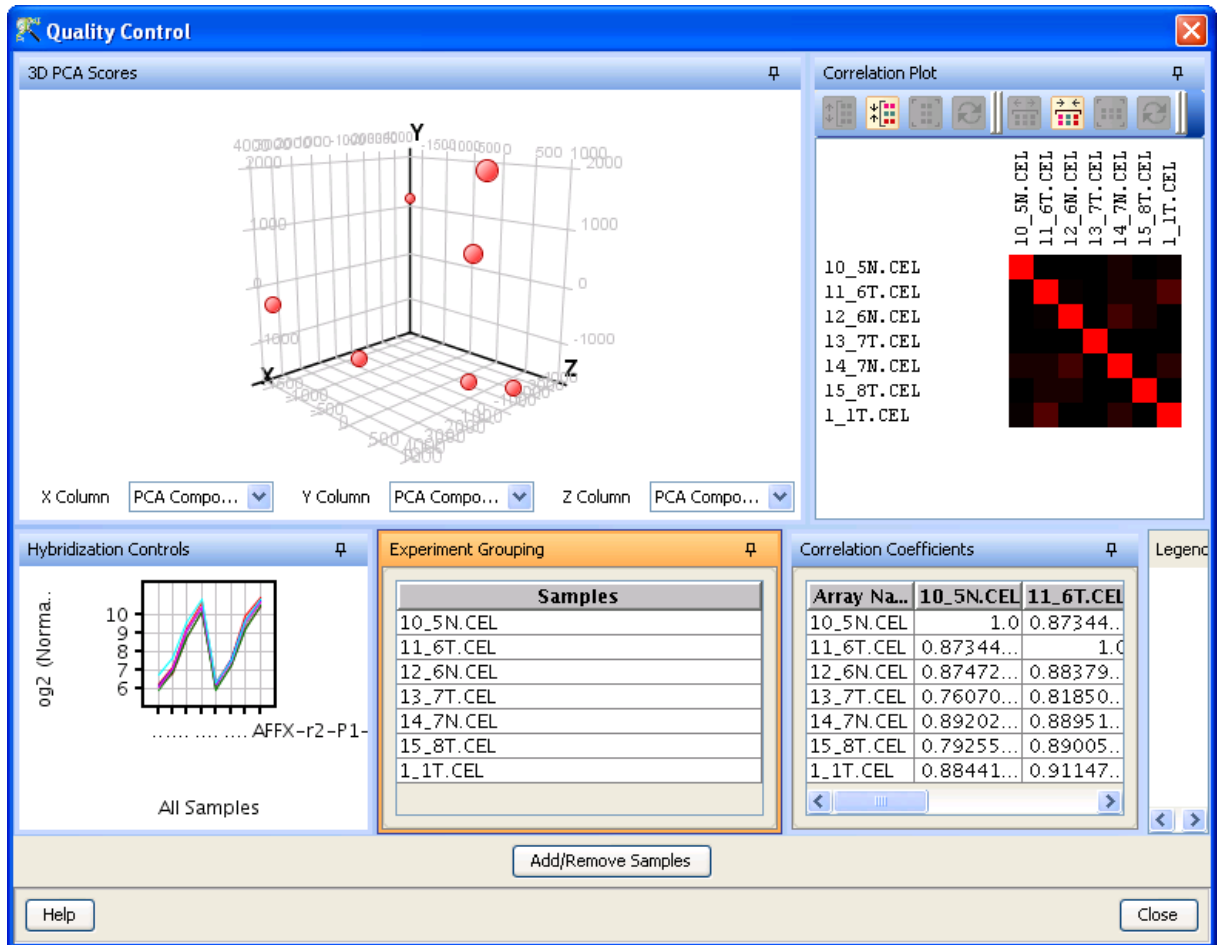 Quality Control
3D PCA Scores
Correlation Plot
Y
2000
1000
0
-1000
500 1000
2000
1000
0
-1000
X
Z
X Column PCA Compo... Y Column PCA Compo... Z Column PCA Compo...
10_5N.CEL
11_6T.CEL
12_6N.CEL
13_7T.CEL
14_7N.CEL
15_8T.CEL
1_1T.CEL
10_5N.CEL
11_6T.CEL
12_6N.CEL
13_7T.CEL
14_7N.CEL
15_8T.CEL
1_1T.CEL
Hybridization Controls
og2 (Norma..
10
9
8
7
6
...... .... .... AFFX-r2-P1-
All Samples
Experiment Grouping
Samples
10_5N.CEL
11_6T.CEL
12_6N.CEL
13_7T.CEL
14_7N.CEL
15_8T.CEL
1_1T.CEL
Correlation Coefficients
Array Na... 10_5N.CEL 11_6T.CEL
10_5N.CEL 1.0 0.87344..
11_6T.CEL 0.87344... 1.0
12_6N.CEL 0.87472... 0.88379..
13_7T.CEL 0.76070... 0.81850..
14_7N.CEL 0.89202... 0.88951..
15_8T.CEL 0.79255... 0.89005..
1_1T.CEL 0.88441... 0.91147..
Legend
Add/Remove Samples
Help
Close